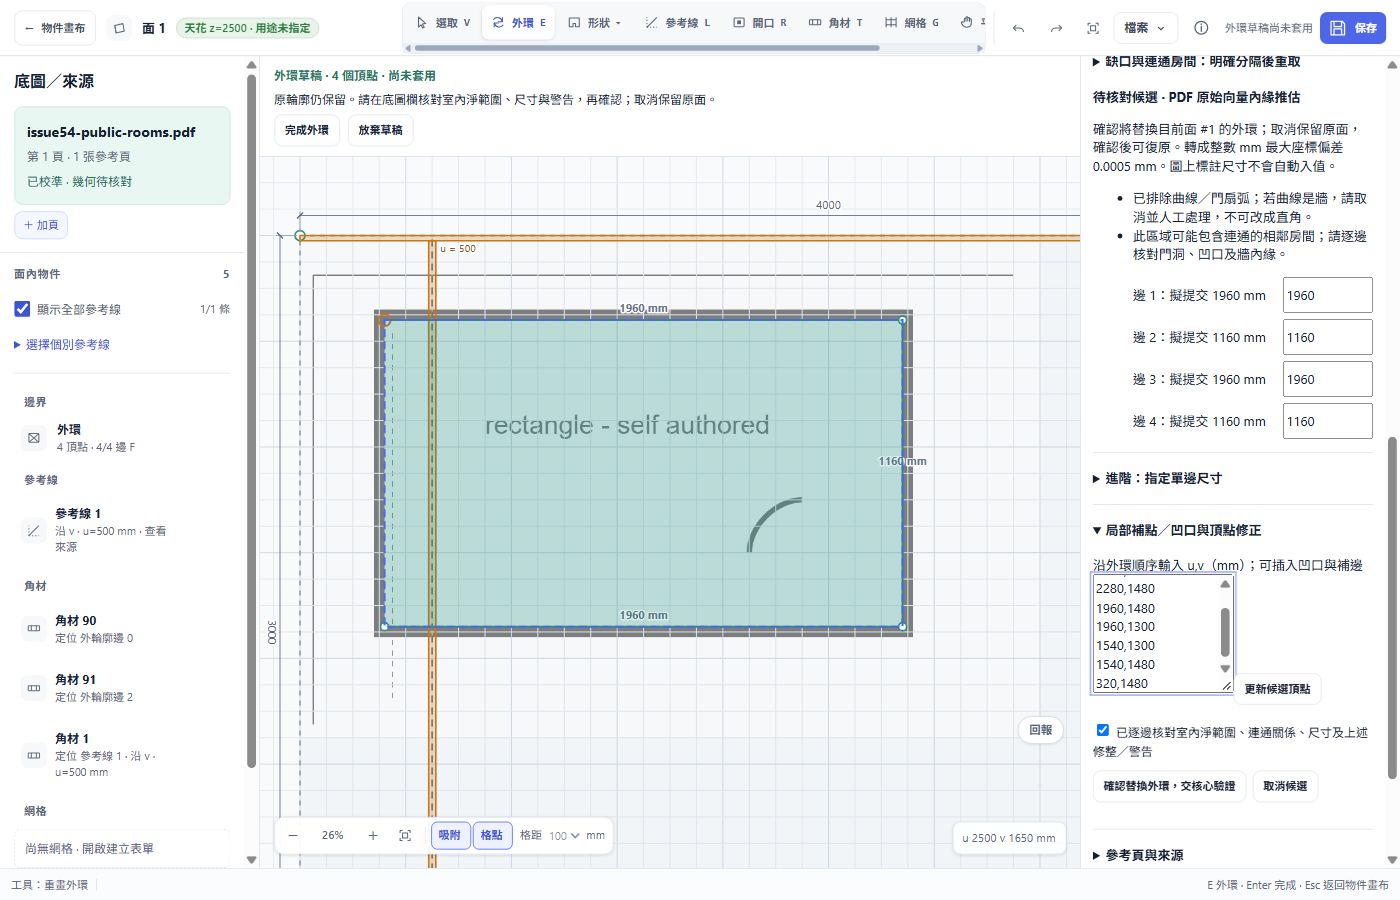 ← 物件畫布
面 1
天花 z=2500 · 用途未指定
選取 V
外環 E
形狀
參考線 L
開口 R
角材 T
網格 G
檔案
外環草稿尚未套用
保存
底圖／來源
issue54-public-rooms.pdf
第 1 頁 · 1 張參考頁
已校準 · 幾何待核對
＋ 加頁
面內物件 5
顯示全部參考線 1/1 條
選擇個別參考線
邊界
外環
4 頂點 · 4/4 邊 F
參考線
參考線 1
沿 v · u=500 mm · 查看
來源
角材
角材 90
定位 外輪廓邊 0
角材 91
定位 外輪廓邊 2
角材 1
定位 參考線 1 · 沿 v ·
u=500 mm
網格
尚無網格 · 開啟建立表單
外環草稿 · 4 個頂點 · 尚未套用
原輪廓仍保留。請在底圖欄核對室內淨範圍、尺寸與警告，再確認；取消保留原面。
完成外環
放棄草稿
4000
u = 500
1960 mm
rectangle - self authored
1160 mm
1960 mm
3000
回報
− 26% +
吸附
格點
格距 100 mm
u 2500 v 1650 mm
缺口與連通房間：明確分隔後重取
待核對候選 · PDF 原始向量內緣推估
確認將替換目前面 #1 的外環；取消保留原面，
確認後可復原。轉成整數 mm 最大座標偏差
0.0005 mm。圖上標註尺寸不會自動入值。
• 已排除曲線／門扇弧；若曲線是牆，請取
消並人工處理，不可改成直角。
• 此區域可能包含連通的相鄰房間；請逐邊
核對門洞、凹口及牆內緣。
邊 1：擬提交 1960 mm 1960
邊 2：擬提交 1160 mm 1160
邊 3：擬提交 1960 mm 1960
邊 4：擬提交 1160 mm 1160
進階：指定單邊尺寸
局部補點／凹口與頂點修正
沿外環順序輸入 u,v（mm）；可插入凹口與補邊
2280,1480
1960,1480
1960,1300
1540,1300
1540,1480
320,1480
更新候選頂點
已逐邊核對室內淨範圍、連通關係、尺寸及上述
修整／警告
確認替換外環，交核心驗證
取消候選
參考頁與來源
工具：重畫外環
E 外環 · Enter 完成 · Esc 返回物件畫布